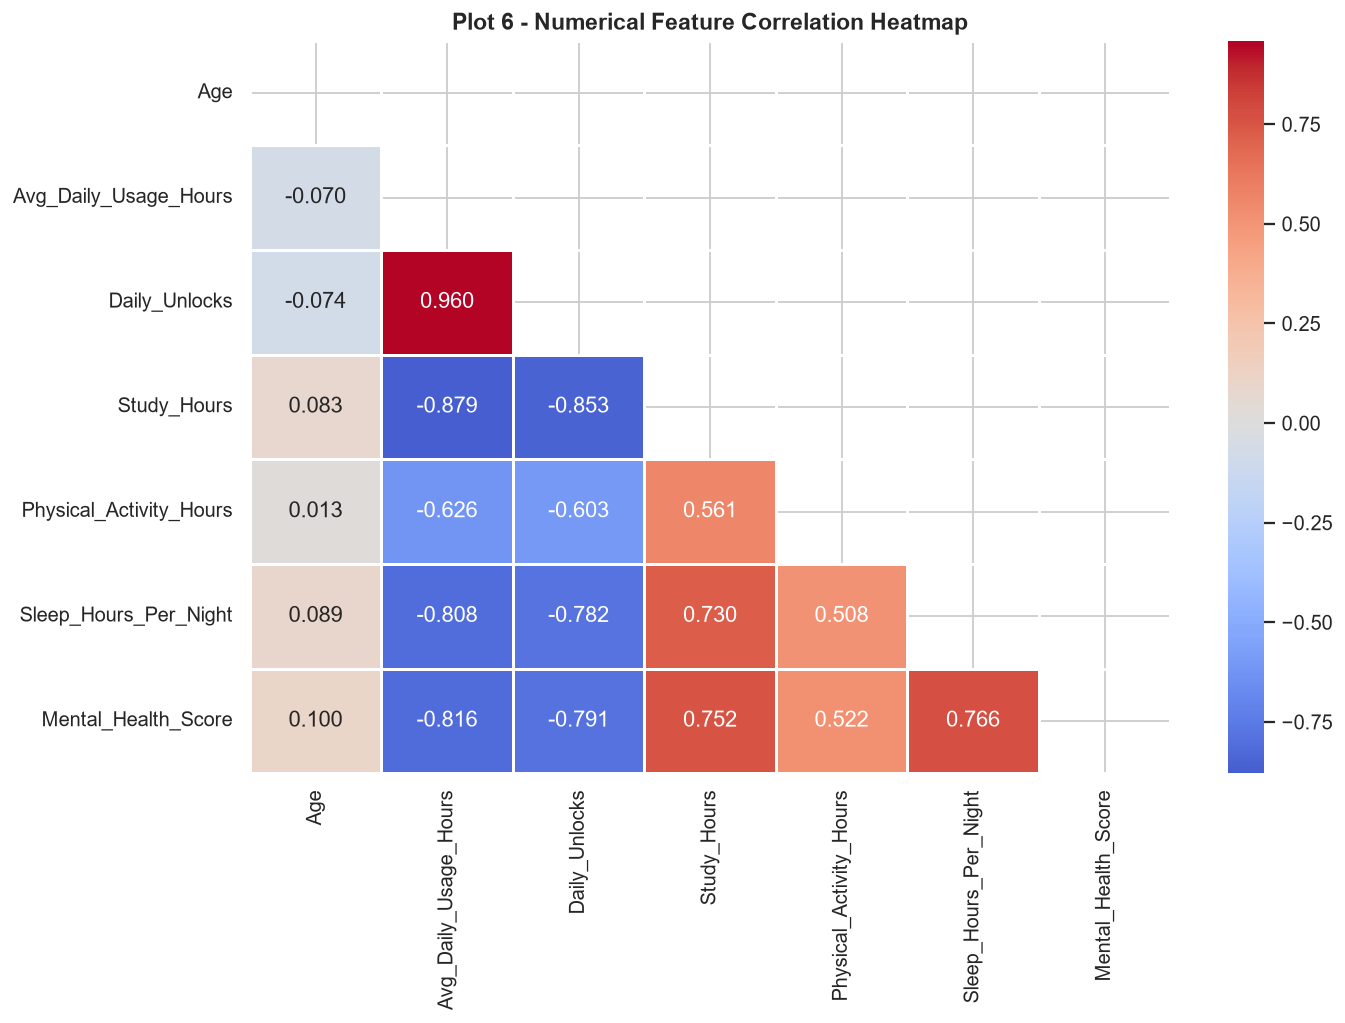 Plot 6 - Numerical Feature Correlation Heatmap
Age
Avg_Daily_Usage_Hours -0.070
Daily_Unlocks -0.074 0.960
Study_Hours 0.083 -0.879 -0.853
Physical_Activity_Hours 0.013 -0.626 -0.603 0.561
Sleep_Hours_Per_Night 0.089 -0.808 -0.782 0.730 0.508
Mental_Health_Score 0.100 -0.816 -0.791 0.752 0.522 0.766
Age
Avg_Daily_Usage_Hours
Daily_Unlocks
Study_Hours
Physical_Activity_Hours
Sleep_Hours_Per_Night
Mental_Health_Score
0.75
0.50
0.25
0.00
−0.25
−0.50
−0.75